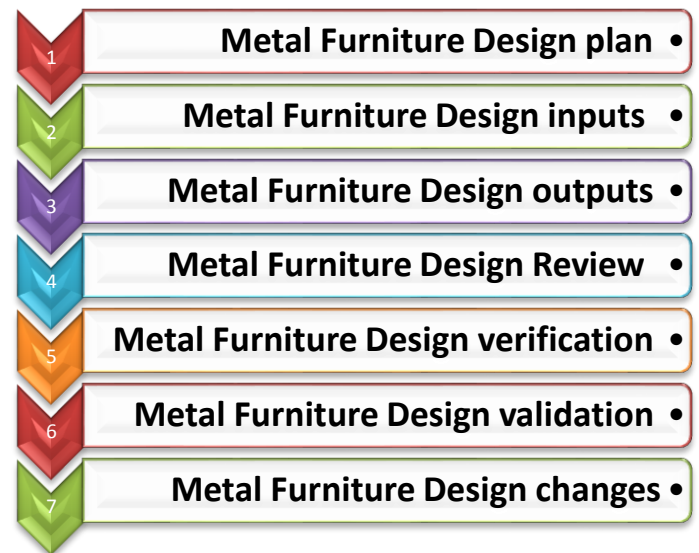 1 Metal Furniture Design plan •
2 Metal Furniture Design inputs •
3 Metal Furniture Design outputs •
4 Metal Furniture Design Review •
5 Metal Furniture Design verification •
6 Metal Furniture Design validation •
7 Metal Furniture Design changes •